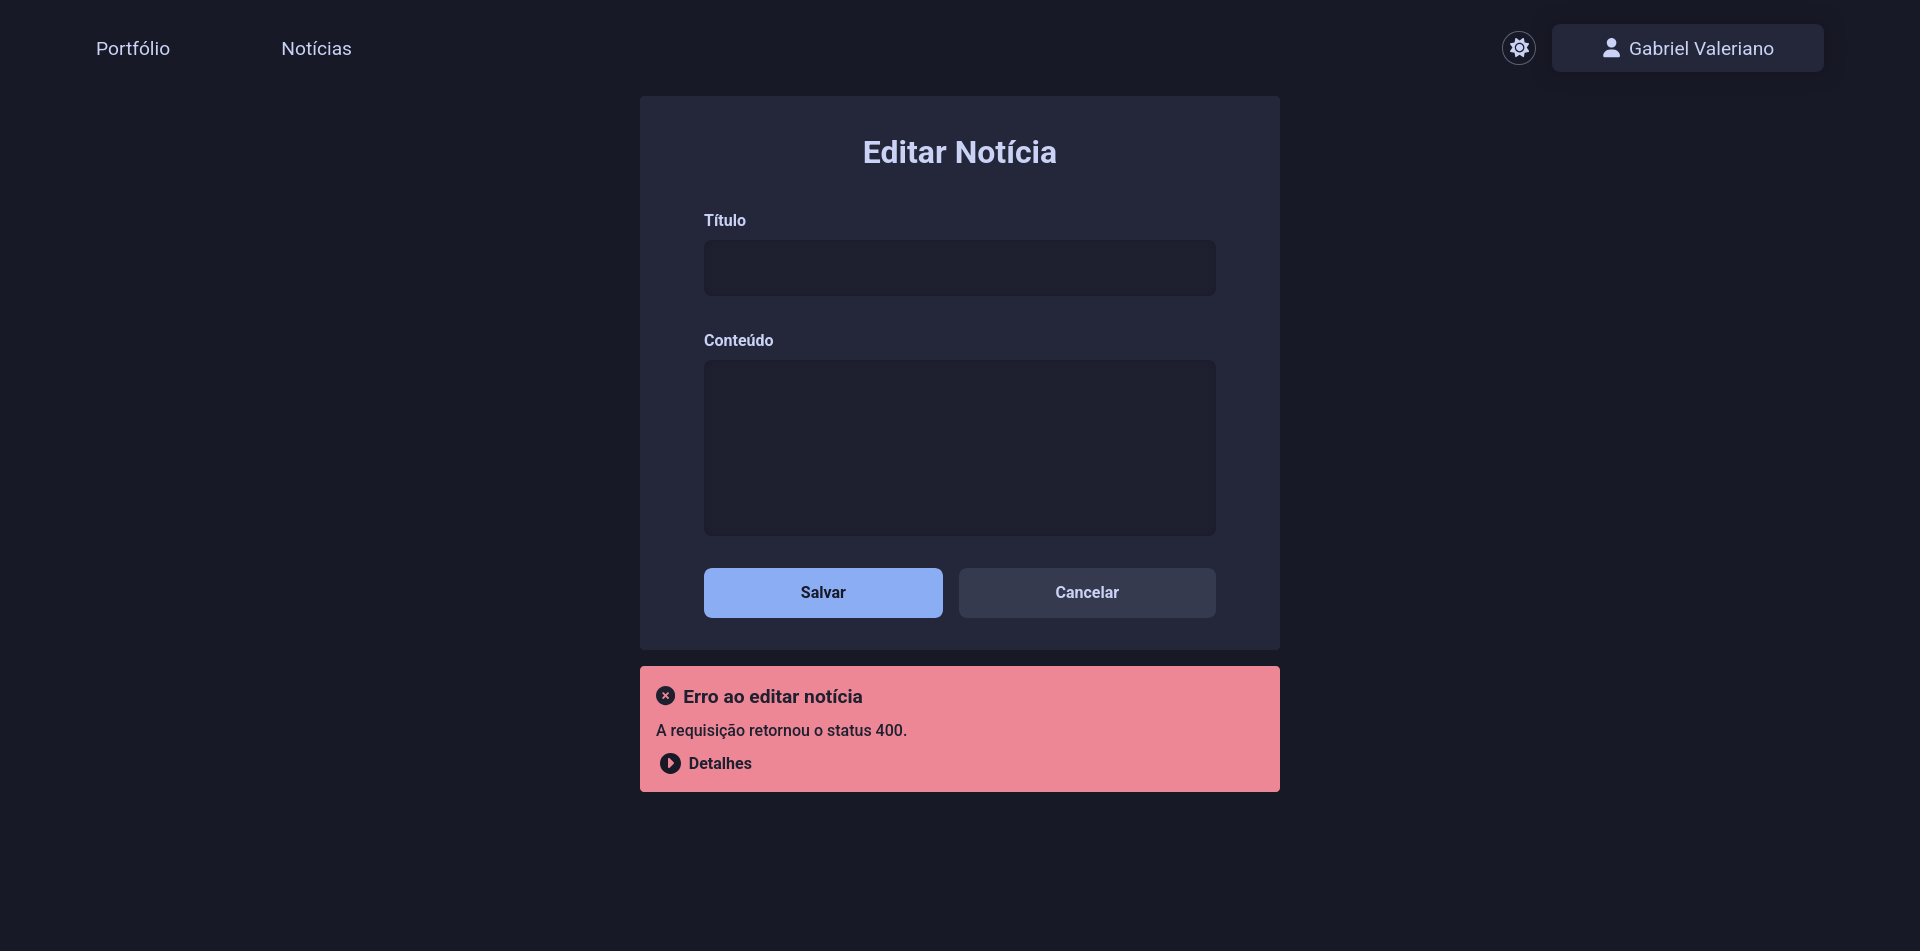 Portfólio
Notícias
Gabriel Valeriano
Editar Notícia
Título
Conteúdo
Salvar
Cancelar
Erro ao editar notícia
A requisição retornou o status 400.
Detalhes